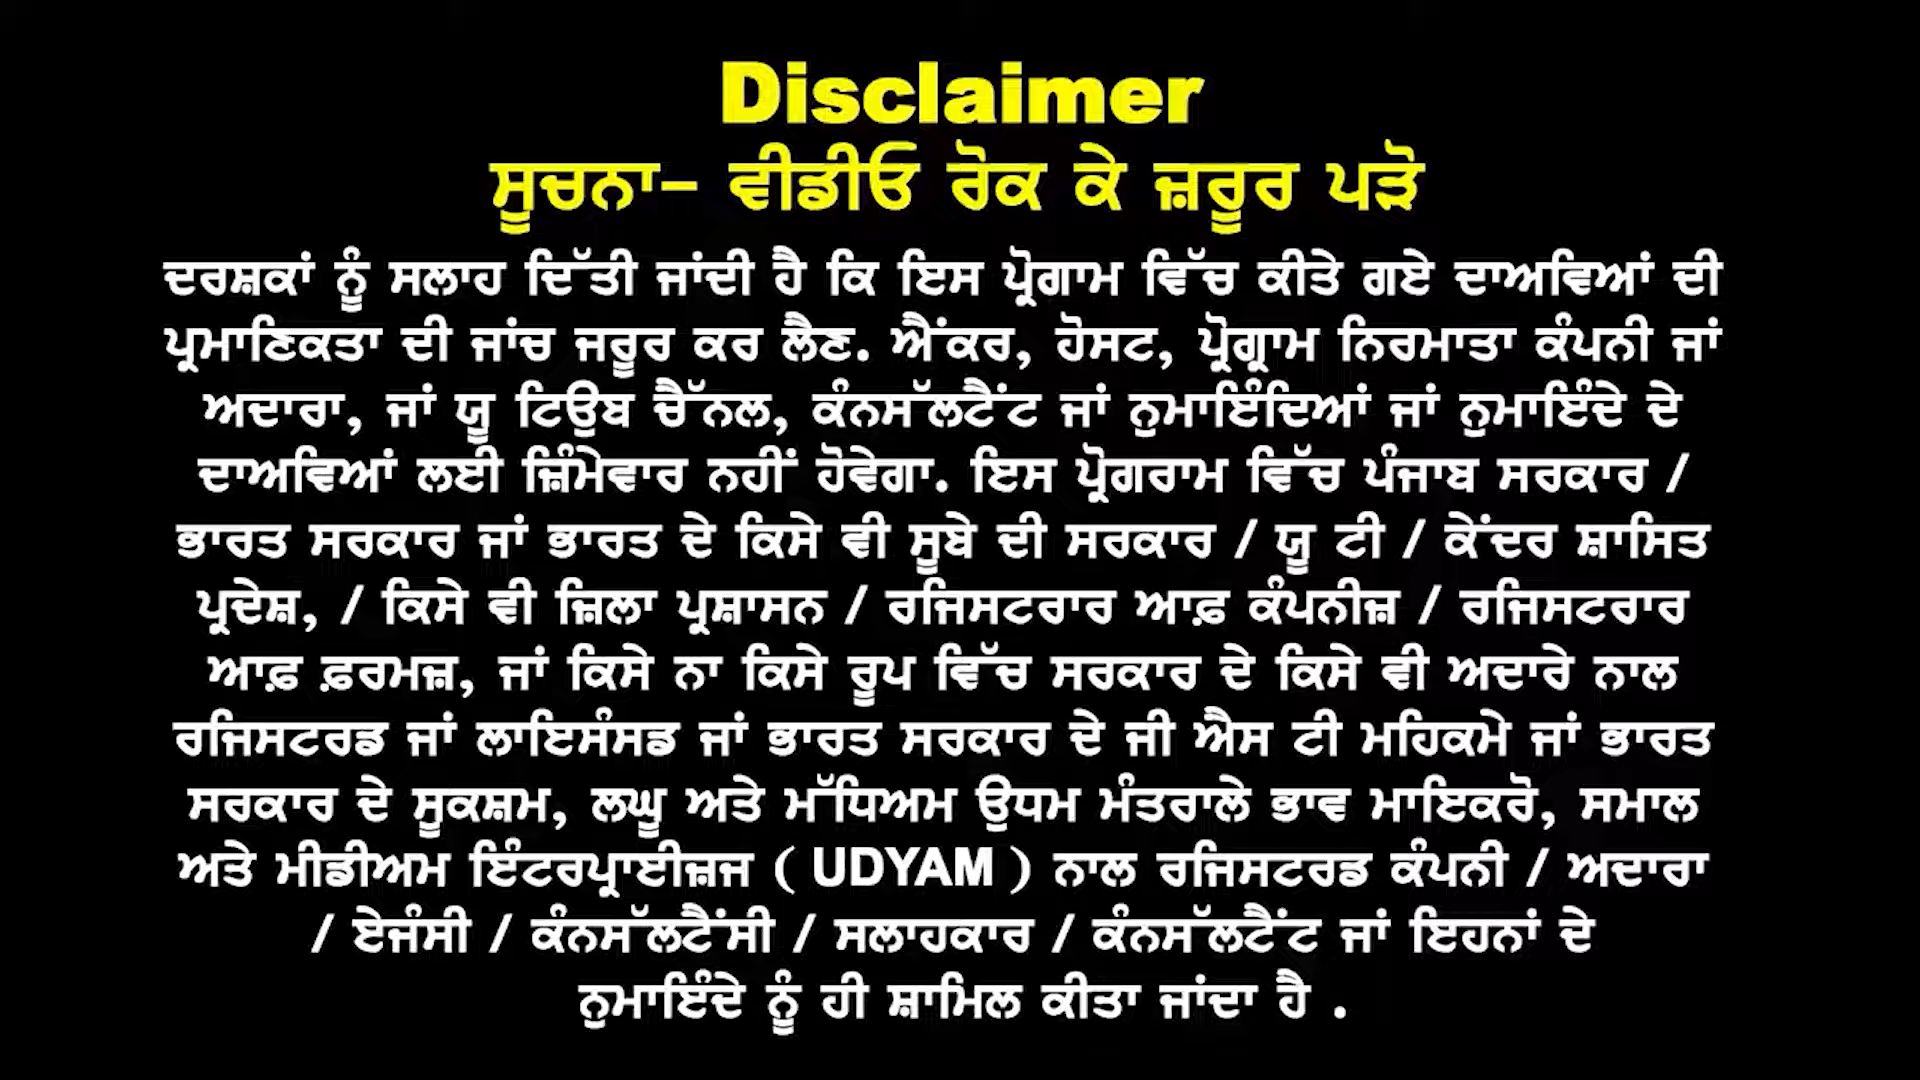 Disclaimer
ਸੂਚਨਾ- ਵੀਡੀਓ ਰੋਕ ਕੇ ਜ਼ਰੂਰ ਪੜੋ
ਦਰਸ਼ਕਾਂ ਨੂੰ ਸਲਾਹ ਦਿੱਤੀ ਜਾਂਦੀ ਹੈ ਕਿ ਇਸ ਪ੍ਰੋਗਾਮ ਵਿੱਚ ਕੀਤੇ ਗਏ ਦਾਅਵਿਆਂ ਦੀ
ਪ੍ਰਮਾਣਿਕਤਾ ਦੀ ਜਾਂਚ ਜਰੂਰ ਕਰ ਲੈਣ. ਐਂਕਰ, ਹੋਸਟ, ਪ੍ਰੋਗ੍ਰਾਮ ਨਿਰਮਾਤਾ ਕੰਪਨੀ ਜਾਂ
ਅਦਾਰਾ, ਜਾਂ ਯੂ ਟਿਉਬ ਚੈੱਨਲ, ਕੰਨਸੱਲਟੈਂਟ ਜਾਂ ਨੁਮਾਇੰਦਿਆਂ ਜਾਂ ਨੁਮਾਇੰਦੇ ਦੇ
ਦਾਅਵਿਆਂ ਲਈ ਜ਼ਿੰਮੇਵਾਰ ਨਹੀਂ ਹੋਵੇਗਾ. ਇਸ ਪ੍ਰੋਗਰਾਮ ਵਿੱਚ ਪੰਜਾਬ ਸਰਕਾਰ /
ਭਾਰਤ ਸਰਕਾਰ ਜਾਂ ਭਾਰਤ ਦੇ ਕਿਸੇ ਵੀ ਸੂਬੇ ਦੀ ਸਰਕਾਰ / ਯੂ ਟੀ / ਕੇਂਦਰ ਸ਼ਾਸਿਤ
ਪ੍ਰਦੇਸ਼, / ਕਿਸੇ ਵੀ ਜ਼ਿਲਾ ਪ੍ਰਸ਼ਾਸਨ / ਰਜਿਸਟਰਾਰ ਆਫ਼ ਕੰਪਨੀਜ਼ / ਰਜਿਸਟਰਾਰ
ਆਫ਼ ਫ਼ਰਮਜ਼, ਜਾਂ ਕਿਸੇ ਨਾ ਕਿਸੇ ਰੂਪ ਵਿੱਚ ਸਰਕਾਰ ਦੇ ਕਿਸੇ ਵੀ ਅਦਾਰੇ ਨਾਲ
ਰਜਿਸਟਰਡ ਜਾਂ ਲਾਇਸੰਸਡ ਜਾਂ ਭਾਰਤ ਸਰਕਾਰ ਦੇ ਜੀ ਐਸ ਟੀ ਮਹਿਕਮੇ ਜਾਂ ਭਾਰਤ
ਸਰਕਾਰ ਦੇ ਸੂਕਸ਼ਮ, ਲਘੂ ਅਤੇ ਮੱਧਿਅਮ ਉਧਮ ਮੰਤਰਾਲੇ ਭਾਵ ਮਾਇਕਰੋ, ਸਮਾਲ
ਅਤੇ ਮੀਡੀਅਮ ਇੰਟਰਪ੍ਰਾਈਜ਼ਜ ( UDYAM ) ਨਾਲ ਰਜਿਸਟਰਡ ਕੰਪਨੀ / ਅਦਾਰਾ
/ ਏਜੰਸੀ / ਕੰਨਸੱਲਟੈਂਸੀ / ਸਲਾਹਕਾਰ / ਕੰਨਸੱਲਟੈਂਟ ਜਾਂ ਇਹਨਾਂ ਦੇ
ਨੁਮਾਇੰਦੇ ਨੂੰ ਹੀ ਸ਼ਾਮਿਲ ਕੀਤਾ ਜਾਂਦਾ ਹੈ .